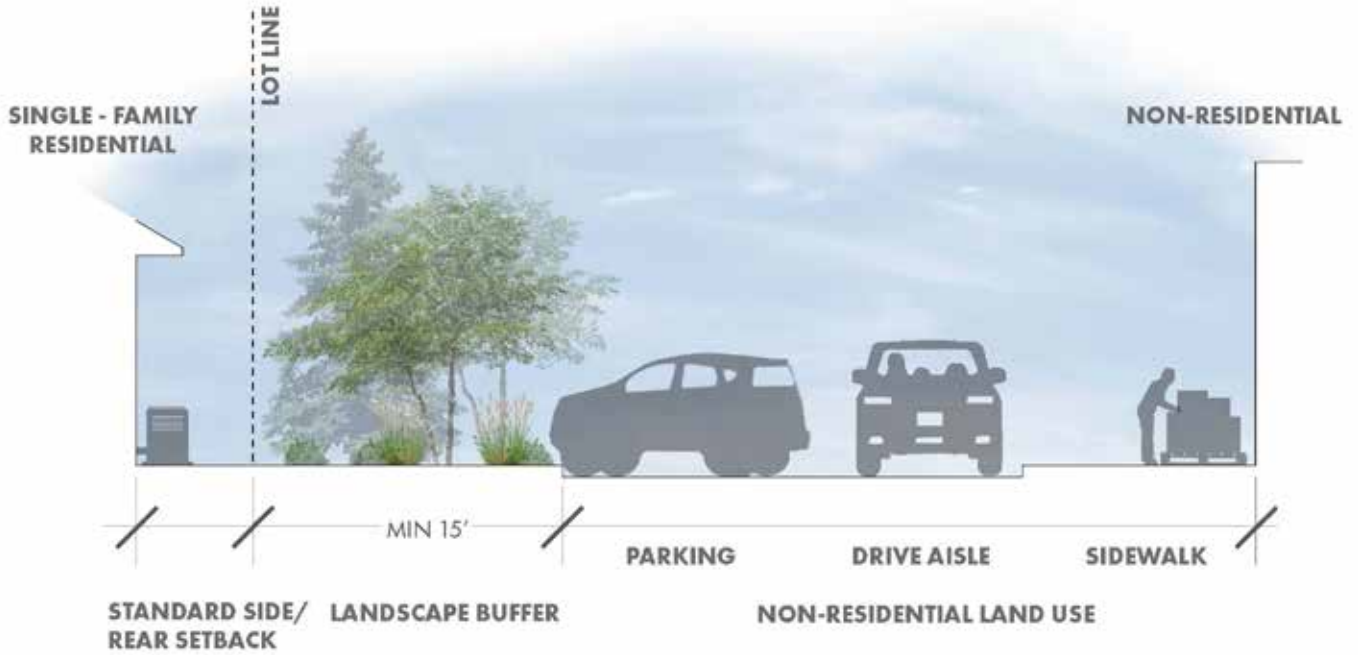 LOT LINE
SINGLE - FAMILY
RESIDENTIAL
NON-RESIDENTIAL
MIN 15'
PARKING
DRIVE AISLE
SIDEWALK
STANDARD SIDE/
REAR SETBACK
LANDSCAPE BUFFER
NON-RESIDENTIAL LAND USE